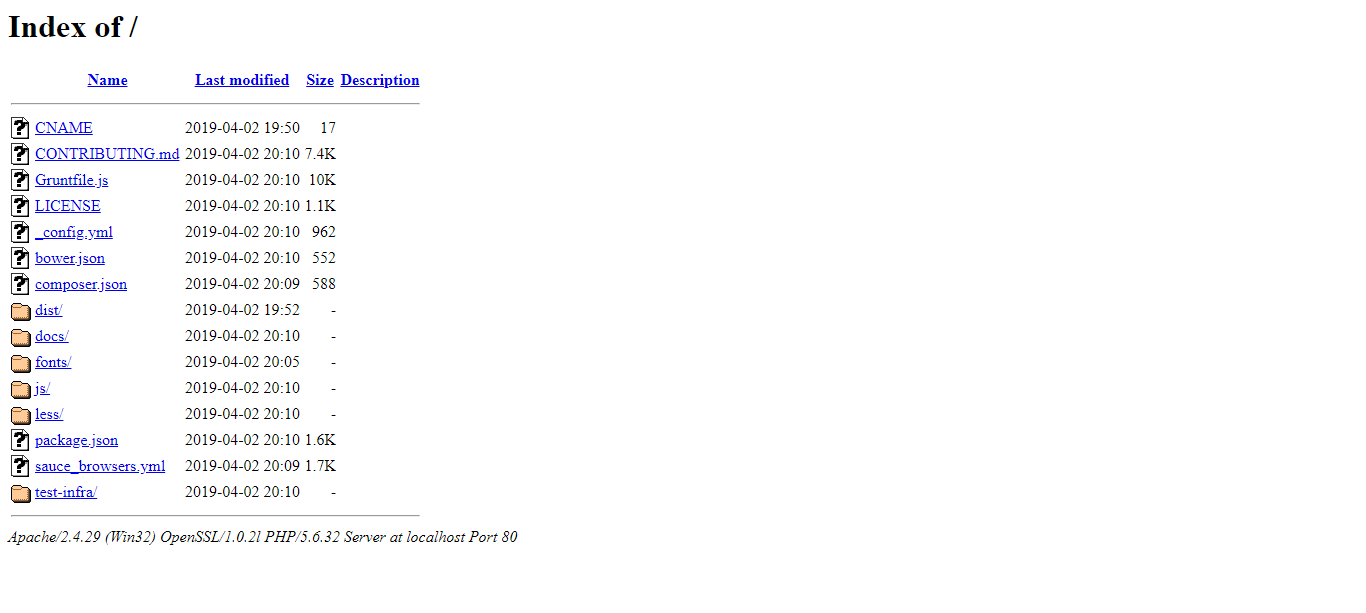 Index of /
Name Last modified Size Description
CNAME 2019-04-02 19:50 17
CONTRIBUTING.md 2019-04-02 20:10 7.4K
Gruntfile.js 2019-04-02 20:10 10K
LICENSE 2019-04-02 20:10 1.1K
_config.yml 2019-04-02 20:10 962
bower.json 2019-04-02 20:10 552
composer.json 2019-04-02 20:09 588
dist/ 2019-04-02 19:52 -
docs/ 2019-04-02 20:10 -
fonts/ 2019-04-02 20:05 -
js/ 2019-04-02 20:10 -
less/ 2019-04-02 20:10 -
package.json 2019-04-02 20:10 1.6K
sauce_browsers.yml 2019-04-02 20:09 1.7K
test-infra/ 2019-04-02 20:10 -
Apache/2.4.29 (Win32) OpenSSL/1.0.2l PHP/5.6.32 Server at localhost Port 80